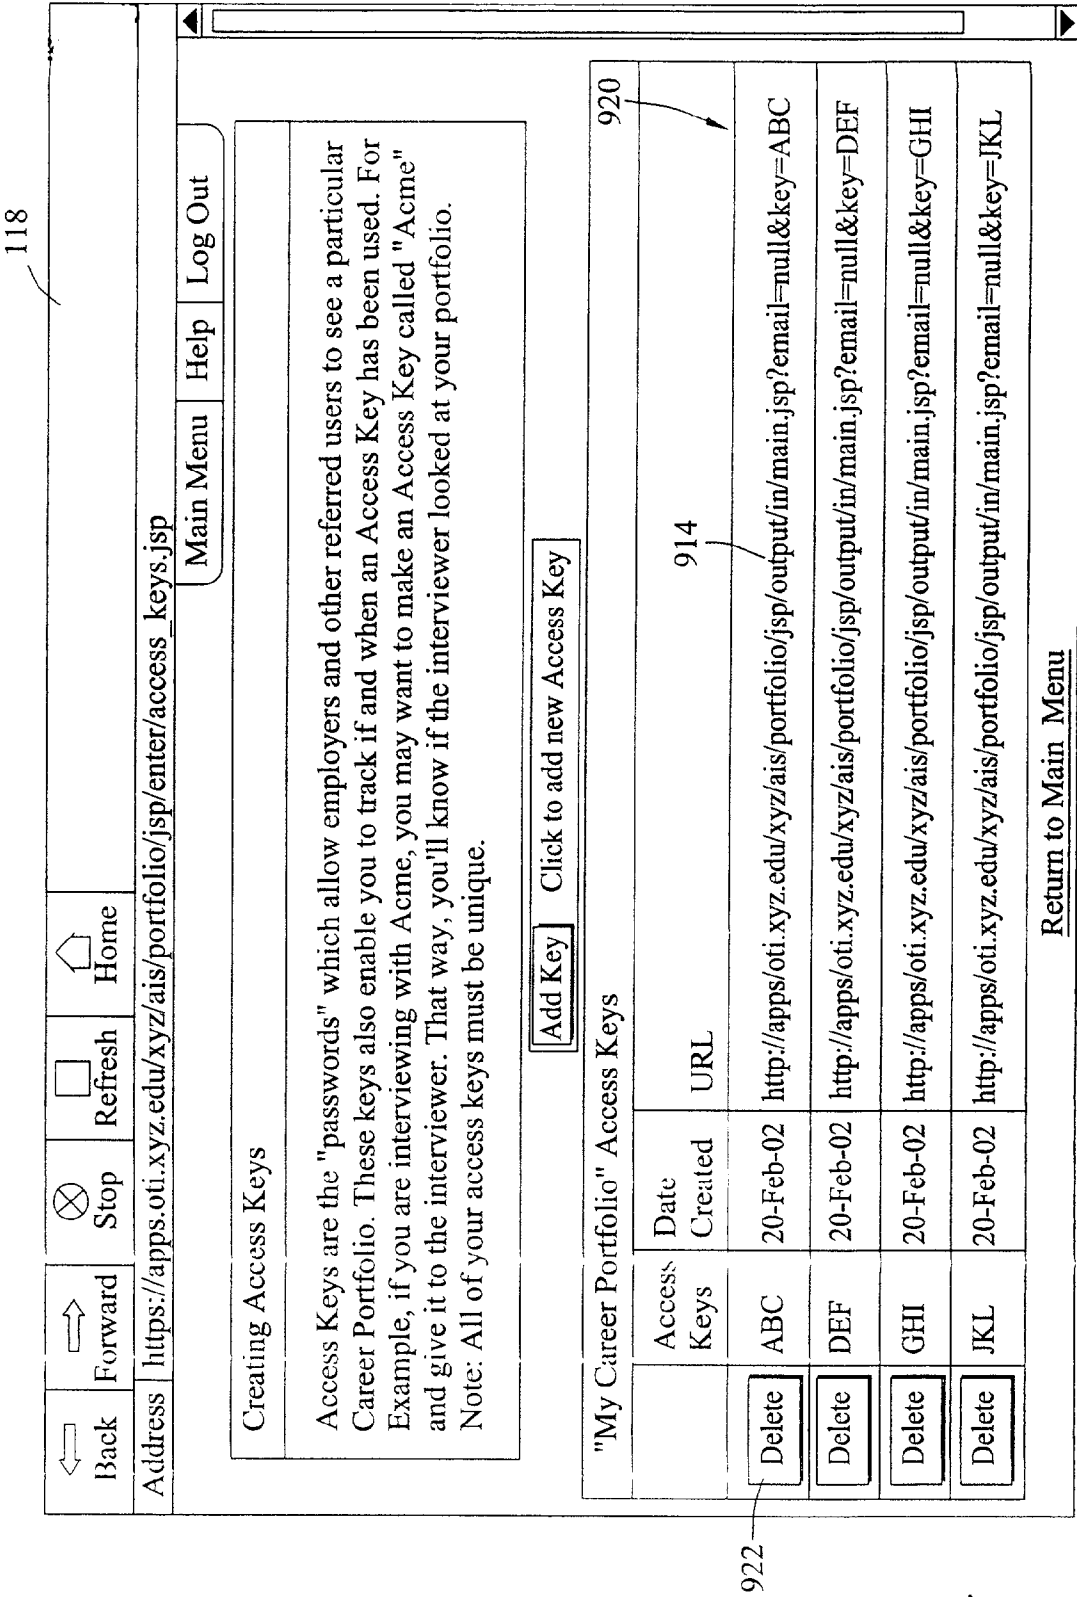 118
Back Forward Stop Refresh Home
Address https://apps.oti.xyz.edu/xyz/ais/portfolio/jsp/enter/access_keys.jsp
Main Menu Help Log Out
Creating Access Keys
Access Keys are the "passwords" which allow employers and other referred users to see a particular
Career Portfolio. These keys also enable you to track if and when an Access Key has been used. For
Example, if you are interviewing with Acme, you may want to make an Access Key called "Acme"
and give it to the interviewer. That way, you'll know if the interviewer looked at your portfolio.
Note: All of your access keys must be unique.
Add Key Click to add new Access Key
"My Career Portfolio" Access Keys
920
Access Keys Date Created URL
914
Delete ABC 20-Feb-02 http://apps/oti.xyz.edu/xyz/ais/portfolio/jsp/output/in/main.jsp?email=null&key=ABC
922
Delete DEF 20-Feb-02 http://apps/oti.xyz.edu/xyz/ais/portfolio/jsp/output/in/main.jsp?email=null&key=DEF
Delete GHI 20-Feb-02 http://apps/oti.xyz.edu/xyz/ais/portfolio/jsp/output/in/main.jsp?email=null&key=GHI
Delete JKL 20-Feb-02 http://apps/oti.xyz.edu/xyz/ais/portfolio/jsp/output/in/main.jsp?email=null&key=JKL
Return to Main Menu